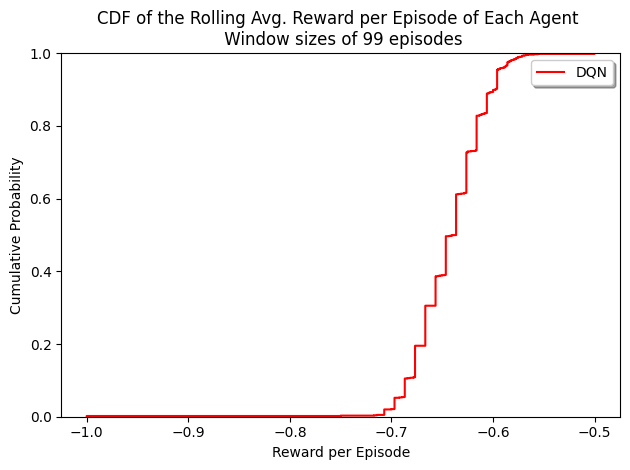 CDF of the Rolling Avg. Reward per Episode of Each Agent
Window sizes of 99 episodes
DQN
Cumulative Probability
1.0
0.8
0.6
0.4
0.2
0.0
−1.0
−0.9
−0.8
−0.7
−0.6
−0.5
Reward per Episode